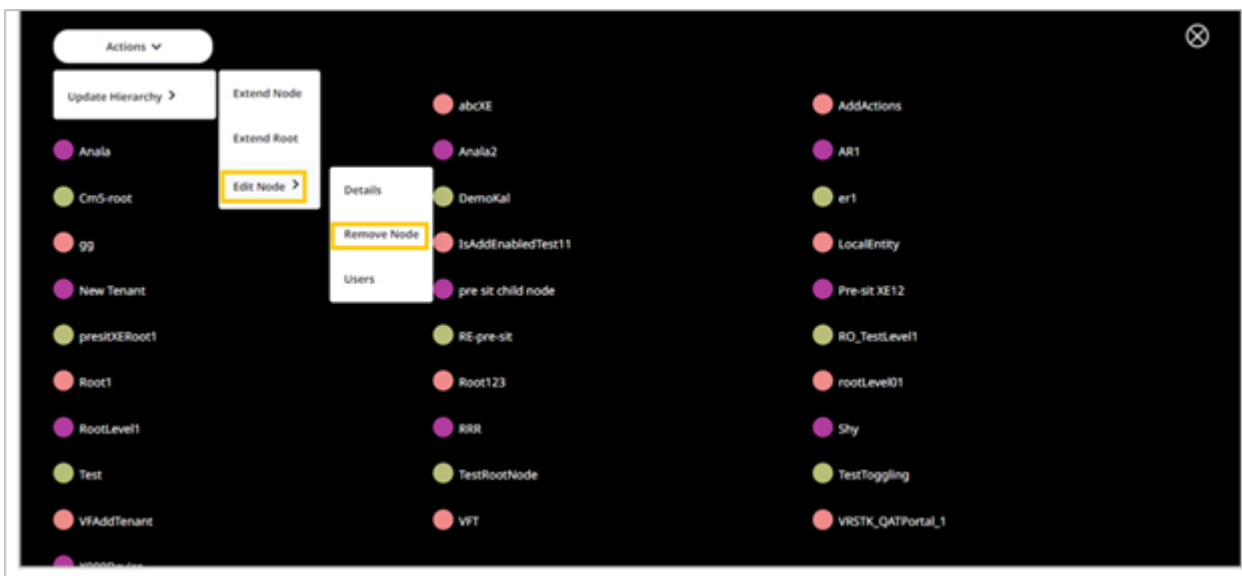 Actions
Update Hierarchy
Extend Node
Extend Root
Edit Node
Details
Remove Node
Users
abcXE
AddActions
Anala
Anala2
AR1
Cm5-root
DemoKal
er1
gg
IsAddEnabledTest11
LocalEntity
New Tenant
pre sit child node
Pre-sit XE12
presitXERoot1
RE-pre-sit
RO_TestLevel1
Root1
Root123
rootLevel01
RootLevel1
RRR
Shy
Test
TestRootNode
TestToggling
VFAddTenant
VFT
VRSTK_QATPortal_1